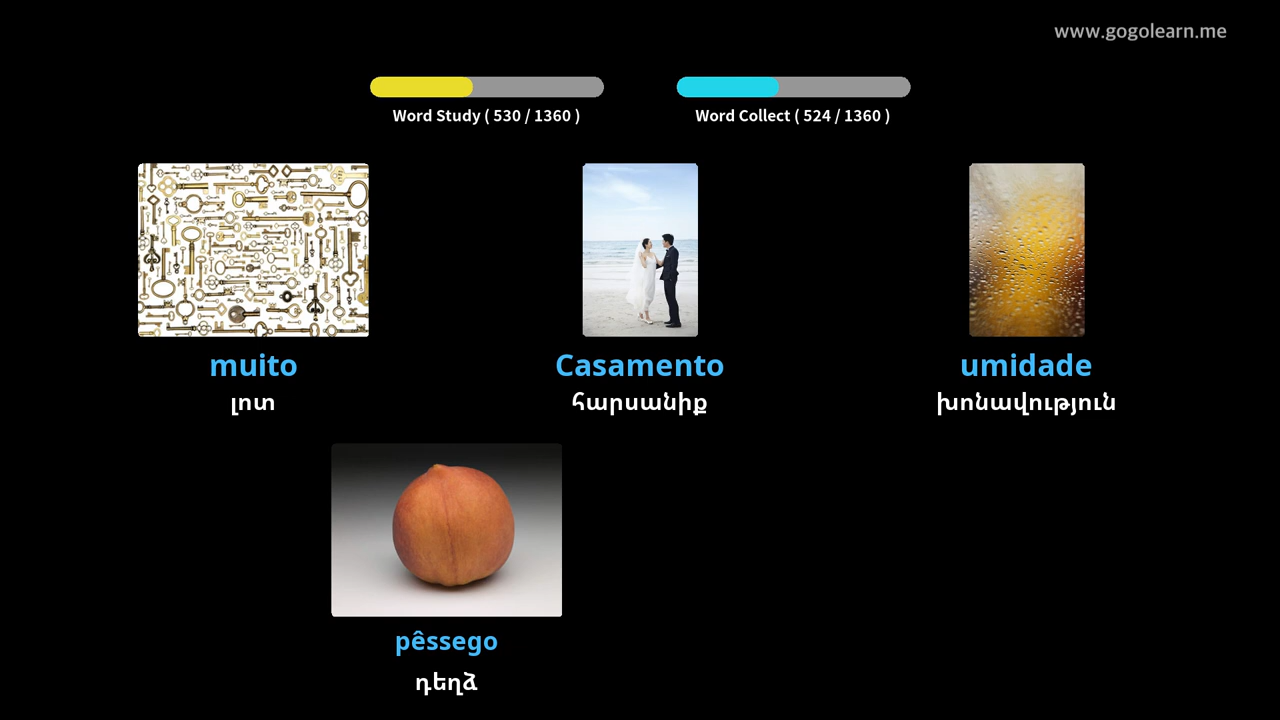 www.gogolearn.me
Word Study ( 530 / 1360 )
Word Collect ( 524 / 1360 )
muito
լոտ
Casamento
հարսանիք
umidade
խոնավություն
pêssego
դեղձ